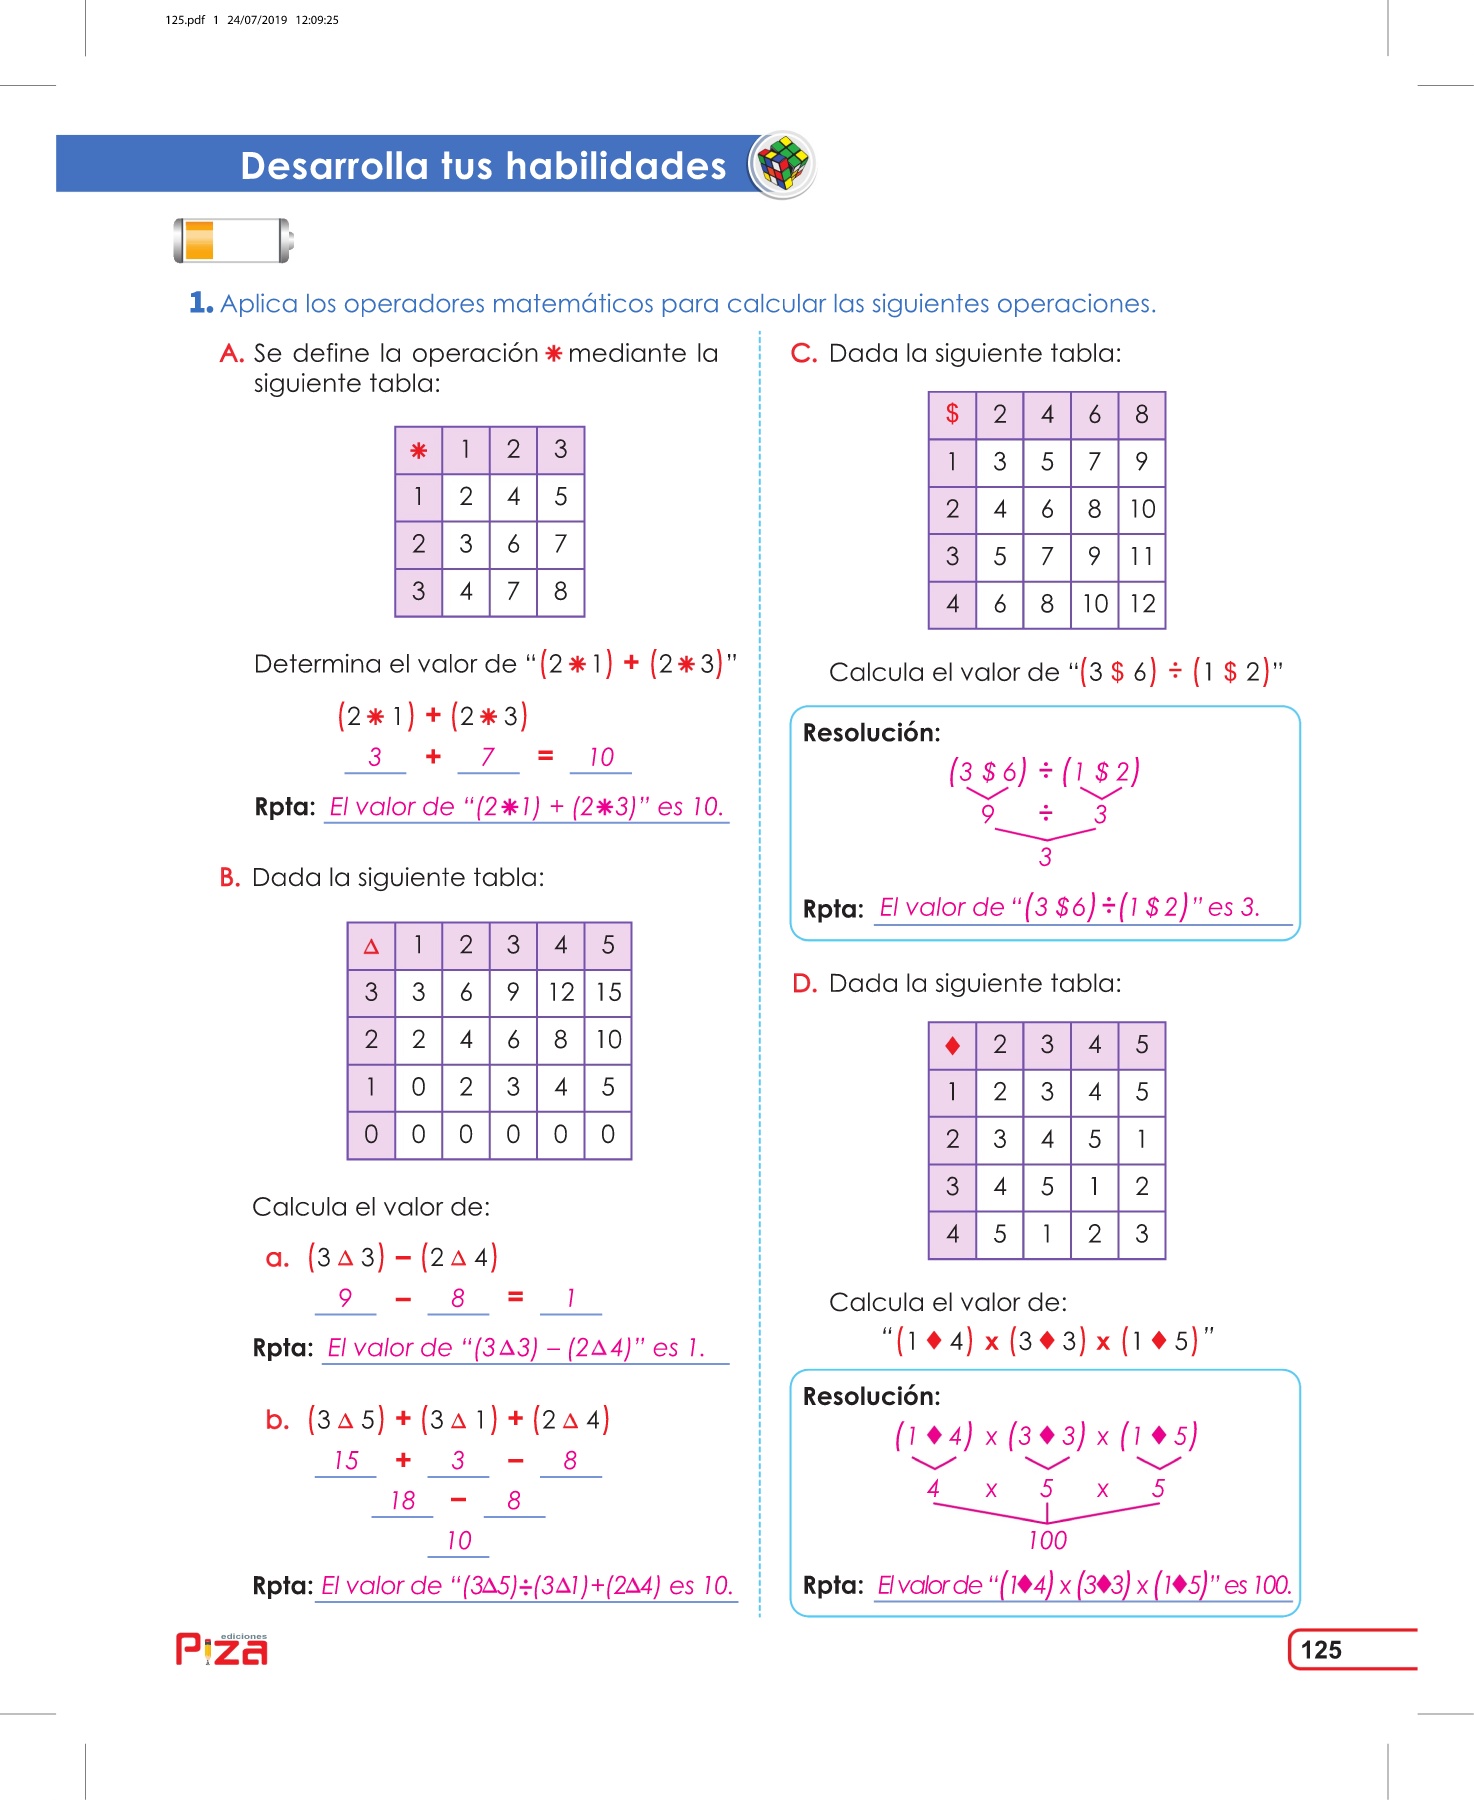 125.pdf 1 24/07/2019 12:09:25
Desarrolla tus habilidades
1. Aplica los operadores matemáticos para calcular las siguientes operaciones.
A. Se define la operación ✱ mediante la
siguiente tabla:
✱ 1 2 3
1 2 4 5
2 3 6 7
3 4 7 8
Determina el valor de “(2 ✱ 1) + (2 ✱ 3)”
(2 ✱ 1) + (2 ✱ 3)
3 + 7 = 10
Rpta: El valor de “(2✱1) + (2✱3)” es 10.
B. Dada la siguiente tabla:
Δ 1 2 3 4 5
3 3 6 9 12 15
2 2 4 6 8 10
1 0 2 3 4 5
0 0 0 0 0 0
Calcula el valor de:
a. (3 Δ 3) – (2 Δ 4)
9 – 8 = 1
Rpta: El valor de “(3Δ3) – (2Δ4)” es 1.
b. (3 Δ 5) + (3 Δ 1) + (2 Δ 4)
15 + 3 – 8
18 – 8
10
Rpta: El valor de “(3Δ5)÷(3Δ1)+(2Δ4) es 10.
C. Dada la siguiente tabla:
$ 2 4 6 8
1 3 5 7 9
2 4 6 8 10
3 5 7 9 11
4 6 8 10 12
Calcula el valor de “(3 $ 6) ÷ (1 $ 2)”
Resolución:
(3 $ 6) ÷ (1 $ 2)
9 ÷ 3
3
Rpta: El valor de “(3 $6)÷(1 $ 2)” es 3.
D. Dada la siguiente tabla:
♦ 2 3 4 5
1 2 3 4 5
2 3 4 5 1
3 4 5 1 2
4 5 1 2 3
Calcula el valor de:
“(1 ♦ 4) x (3 ♦ 3) x (1 ♦ 5)”
Resolución:
(1 ♦ 4) x (3 ♦ 3) x (1 ♦ 5)
4 x 5 x 5
100
Rpta: El valor de “(1♦4) x (3♦3) x (1♦5)” es 100.
ediciones
Piza
125